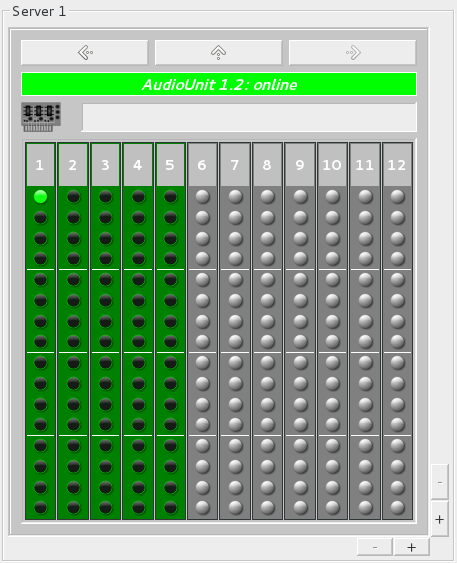 Server 1
AudioUnit 1.2: online
1 2 3 4 5 6 7 8 9 10 11 12
-
+
- +